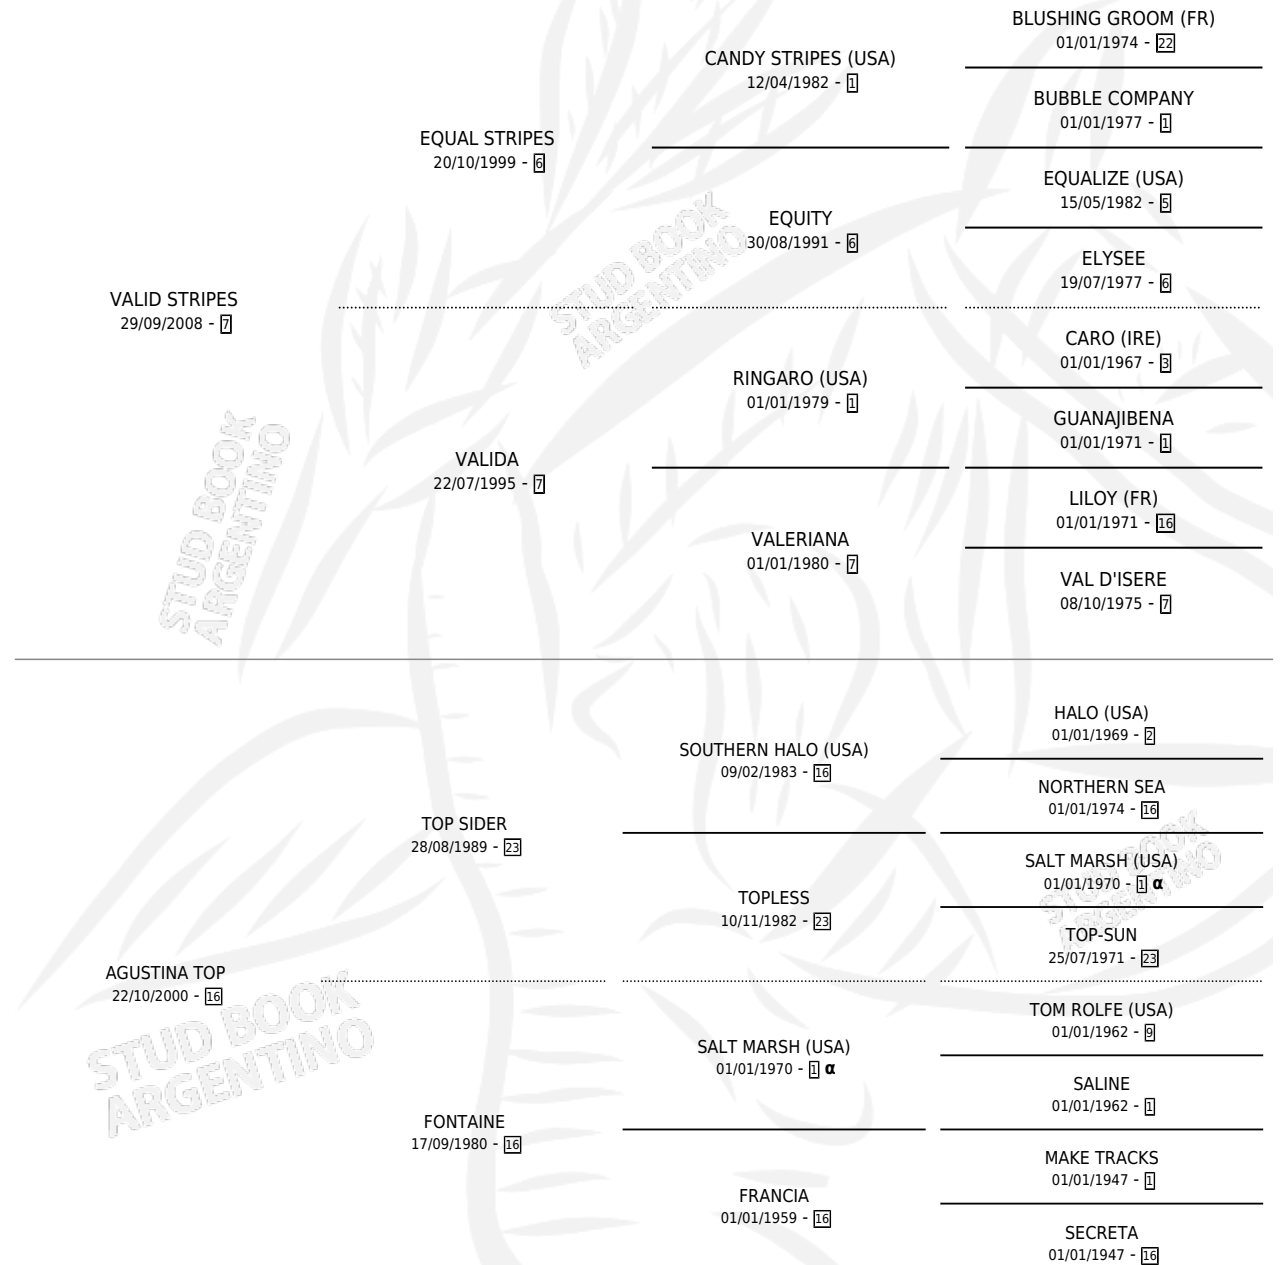 BLUSHING GROOM (FR)
01/01/1974 - 22
CANDY STRIPES (USA)
12/04/1982 - 1
BUBBLE COMPANY
01/01/1977 - 1
EQUAL STRIPES
20/10/1999 - 6
EQUALIZE (USA)
15/05/1982 - 5
EQUITY
30/08/1991 - 6
ELYSEE
19/07/1977 - 6
VALID STRIPES
29/09/2008 - 7
CARO (IRE)
01/01/1967 - 3
RINGARO (USA)
01/01/1979 - 1
GUANAJIBENA
01/01/1971 - 1
VALIDA
22/07/1995 - 7
LILOY (FR)
01/01/1971 - 16
VALERIANA
01/01/1980 - 7
VAL D'ISERE
08/10/1975 - 7
HALO (USA)
01/01/1969 - 2
SOUTHERN HALO (USA)
09/02/1983 - 16
NORTHERN SEA
01/01/1974 - 16
TOP SIDER
28/08/1989 - 23
SALT MARSH (USA)
01/01/1970 - 1 α
TOPLESS
10/11/1982 - 23
TOP-SUN
25/07/1971 - 23
AGUSTINA TOP
22/10/2000 - 16
TOM ROLFE (USA)
01/01/1962 - 9
SALT MARSH (USA)
01/01/1970 - 1 α
SALINE
01/01/1962 - 1
FONTAINE
17/09/1980 - 16
MAKE TRACKS
01/01/1947 - 1
FRANCIA
01/01/1959 - 16
SECRETA
01/01/1947 - 16
STUD BOOK
ARGENTINO
STUD BOOK
ARGENTINO
STUD BOOK
ARGENTINO
STUD BOOK
ARGENTINO